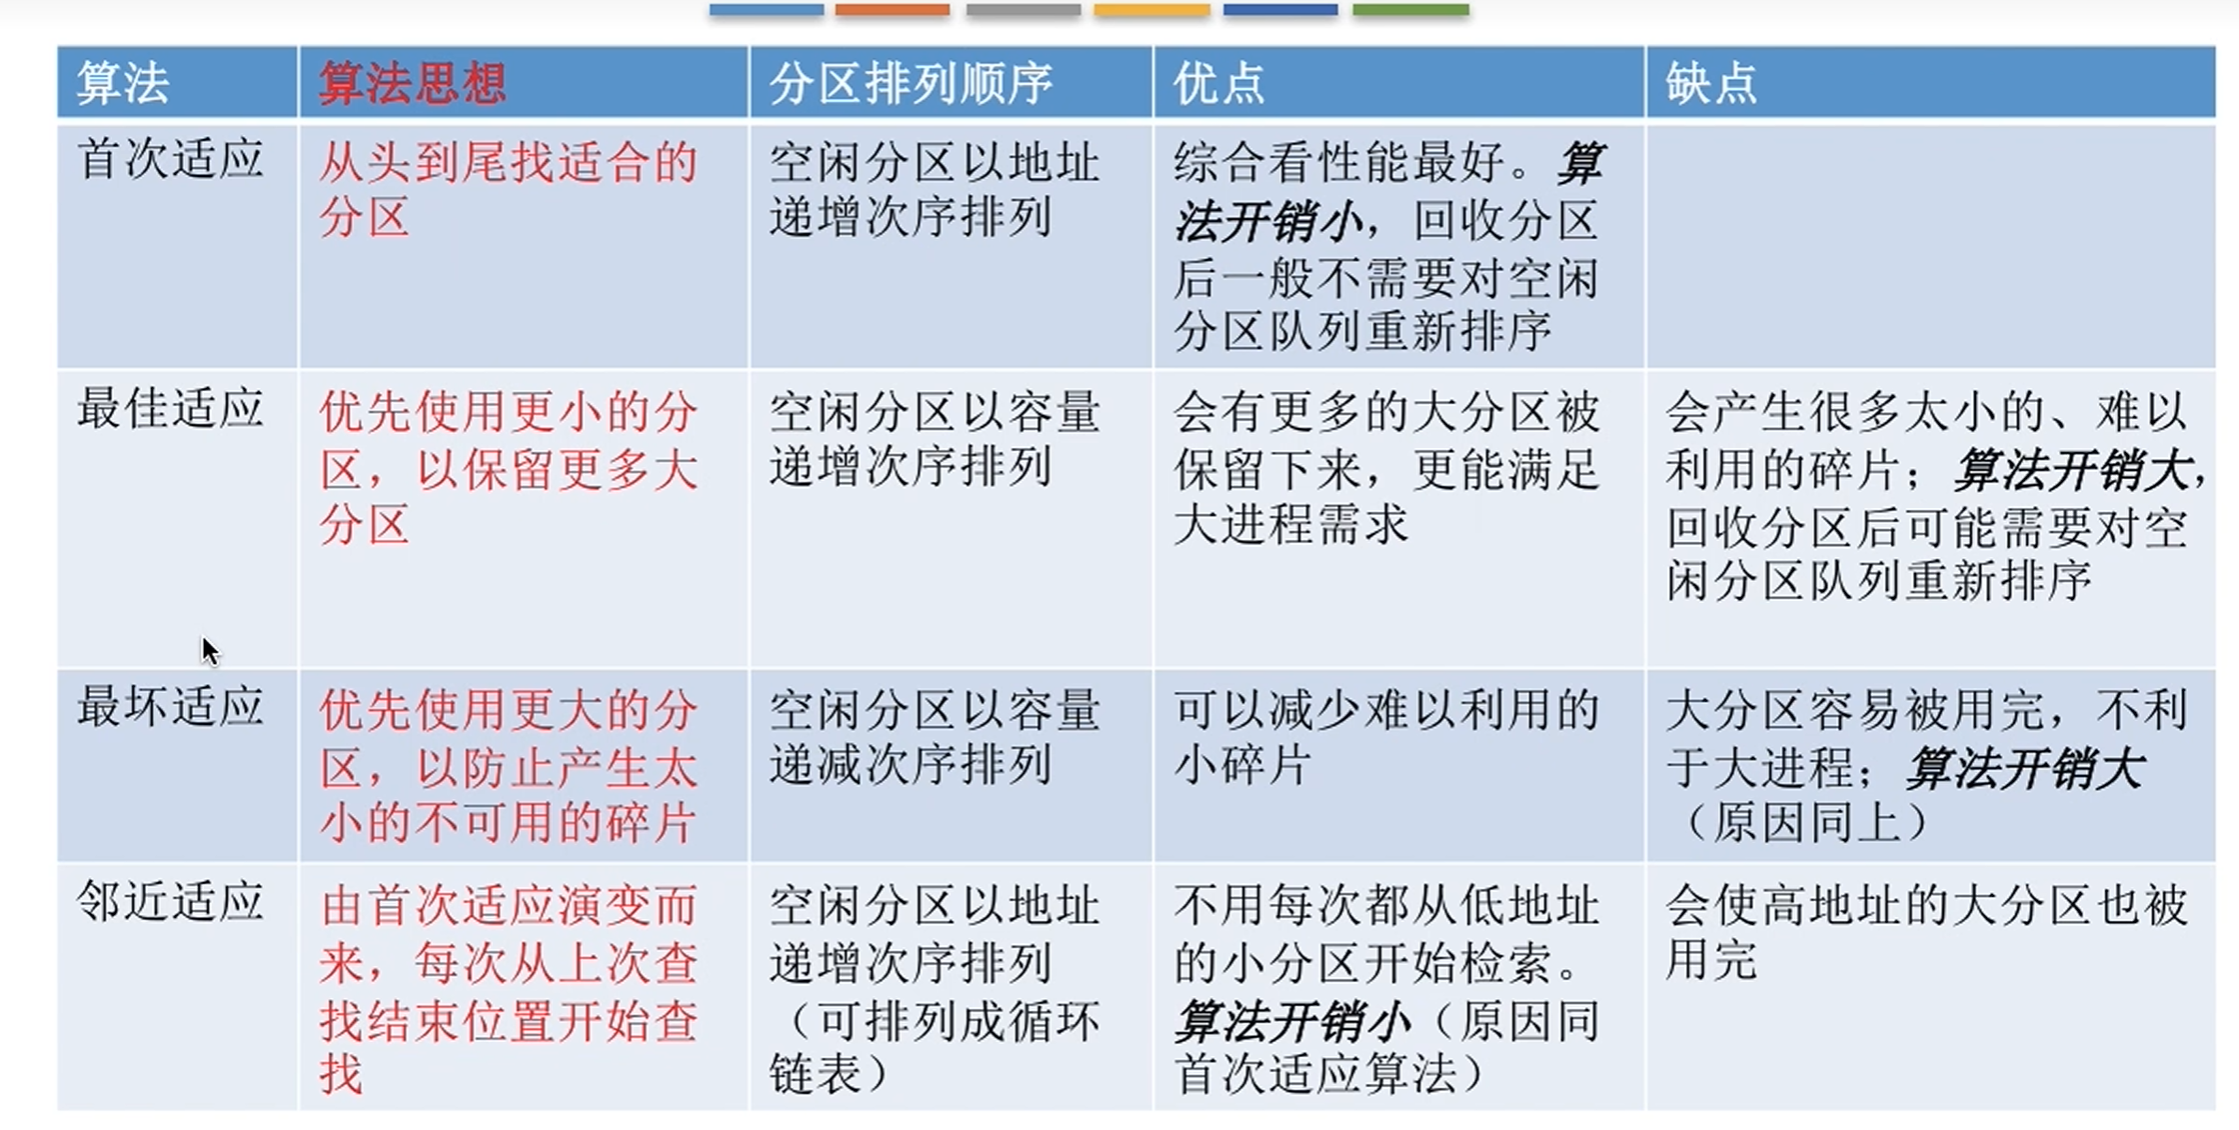 算法
算法思想
分区排列顺序
优点
缺点
首次适应
从头到尾找适合的
分区
空闲分区以地址
递增次序排列
综合看性能最好。算
法开销小，回收分区
后一般不需要对空闲
分区队列重新排序
最佳适应
优先使用更小的分
区，以保留更多大
分区
空闲分区以容量
递增次序排列
会有更多的大分区被
保留下来，更能满足
大进程需求
会产生很多太小的、难以
利用的碎片；算法开销大，
回收分区后可能需要对空
闲分区队列重新排序
最坏适应
优先使用更大的分
区，以防止产生太
小的不可用的碎片
空闲分区以容量
递减次序排列
可以减少难以利用的
小碎片
大分区容易被用完，不利
于大进程；算法开销大
（原因同上）
邻近适应
由首次适应演变而
来，每次从上次查
找结束位置开始查
找
空闲分区以地址
递增次序排列
（可排列成循环
链表）
不用每次都从低地址
的小分区开始检索。
算法开销小（原因同
首次适应算法）
会使高地址的大分区也被
用完